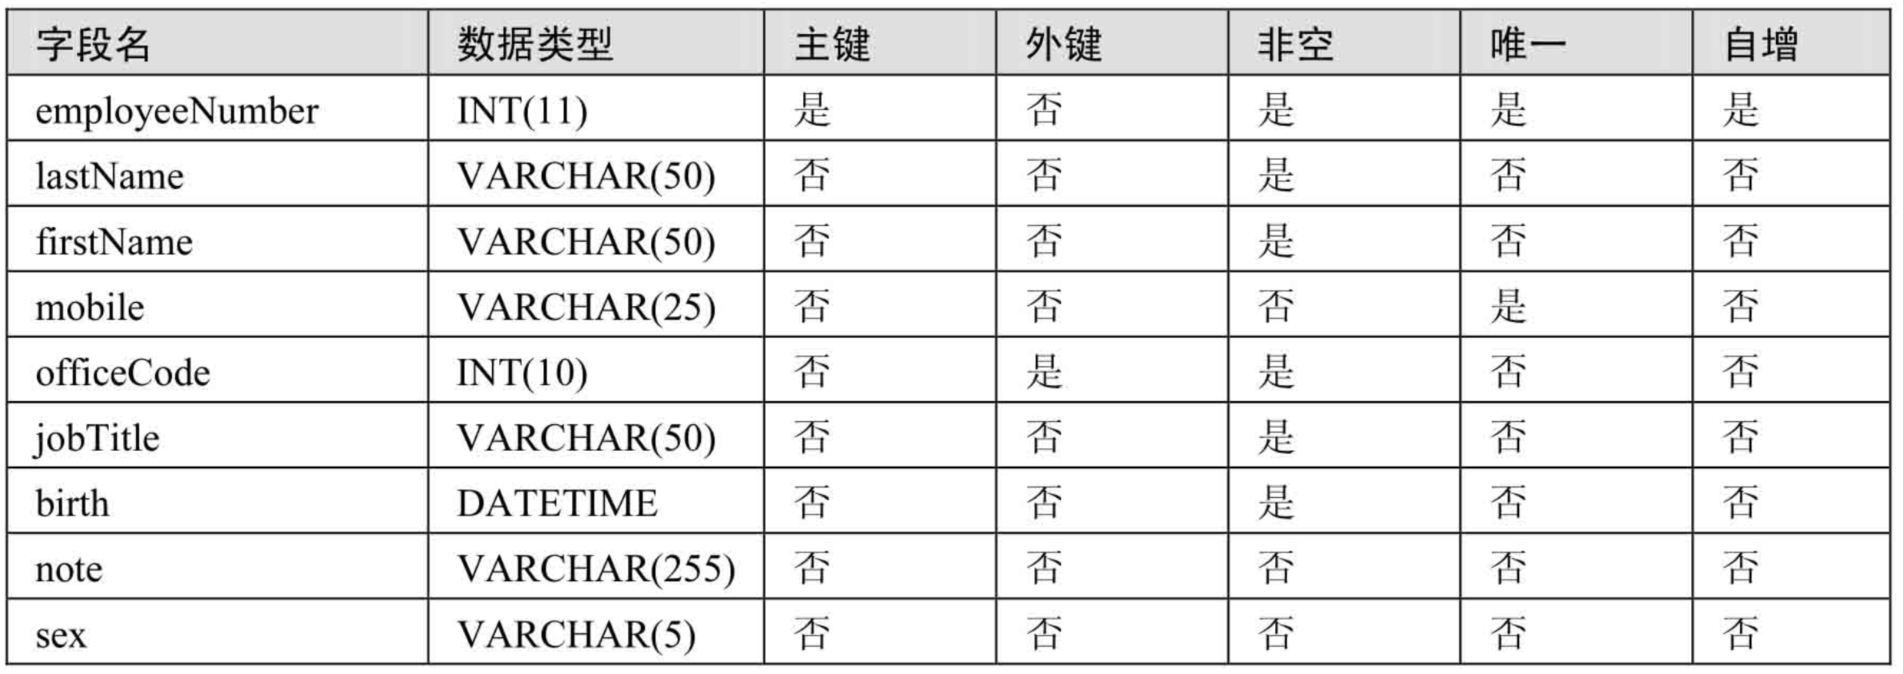 字段名 数据类型 主键 外键 非空 唯一 自增
employeeNumber INT(11) 是 否 是 是 是
lastName VARCHAR(50) 否 否 是 否 否
firstName VARCHAR(50) 否 否 是 否 否
mobile VARCHAR(25) 否 否 否 是 否
officeCode INT(10) 否 是 是 否 否
jobTitle VARCHAR(50) 否 否 是 否 否
birth DATETIME 否 否 是 否 否
note VARCHAR(255) 否 否 否 否 否
sex VARCHAR(5) 否 否 否 否 否